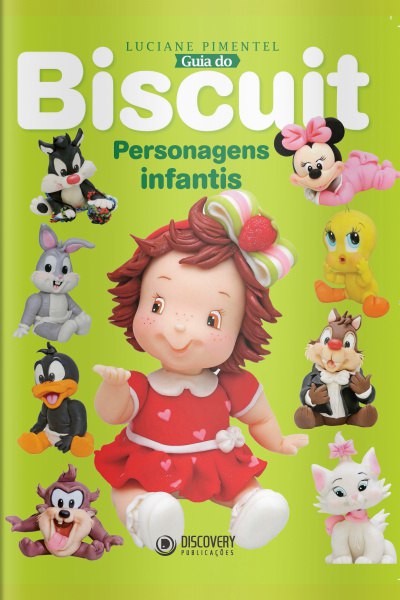 LUCIANE PIMENTEL
Guia do
Biscuit
Personagens
infantis
DISCOVERY
PUBLICAÇÕES